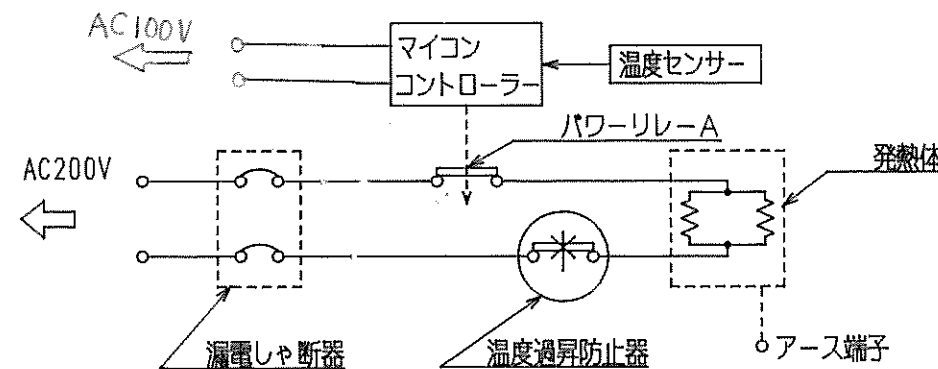 AC100V
マイコン
コントローラー
温度センサー
パワーリレーA
AC200V
発熱体
漏電しゃ断器
温度過昇防止器
アース端子